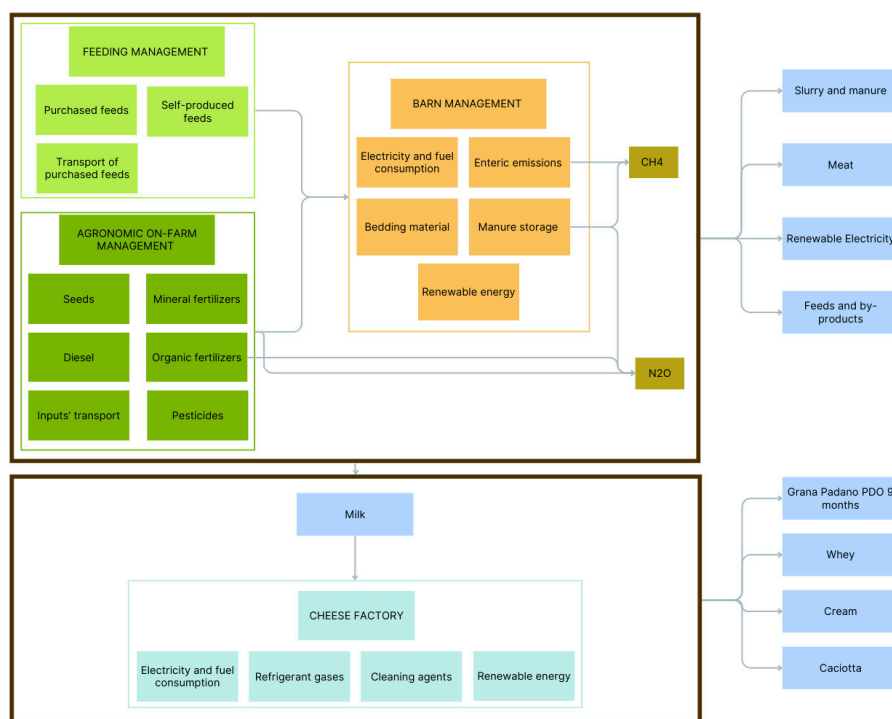 FEEDING MANAGEMENT
Purchased feeds
Self-produced
feeds
Transport of
purchased feeds
AGRONOMIC ON-FARM
MANAGEMENT
Seeds
Mineral fertilizers
Diesel
Organic fertilizers
Inputs' transport
Pesticides
BARN MANAGEMENT
Electricity and fuel
consumption
Enteric emissions
Bedding material
Manure storage
Renewable energy
CH4
N2O
Slurry and manure
Meat
Renewable Electricity
Feeds and by-
products
Milk
CHEESE FACTORY
Electricity and fuel
consumption
Refrigerant gases
Cleaning agents
Renewable energy
Grana Padano PDO 9
months
Whey
Cream
Caciotta